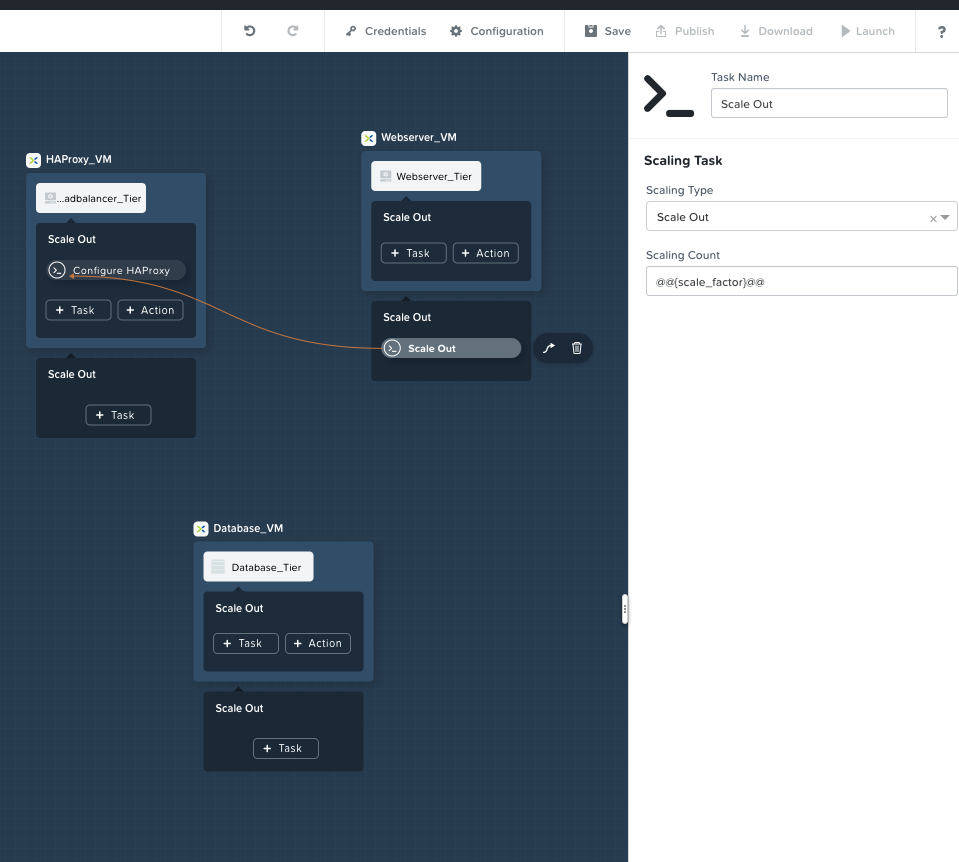 Credentials
Configuration
Save
Publish
Download
Launch
?
HAProxy_VM
...adbalancer_Tier
Scale Out
Configure HAProxy
+ Task
+ Action
Scale Out
+ Task
Webserver_VM
Webserver_Tier
Scale Out
+ Task
+ Action
Scale Out
Scale Out
Database_VM
Database_Tier
Scale Out
+ Task
+ Action
Scale Out
+ Task
Task Name
Scale Out
Scaling Task
Scaling Type
Scale Out
Scaling Count
@@{scale_factor}@@